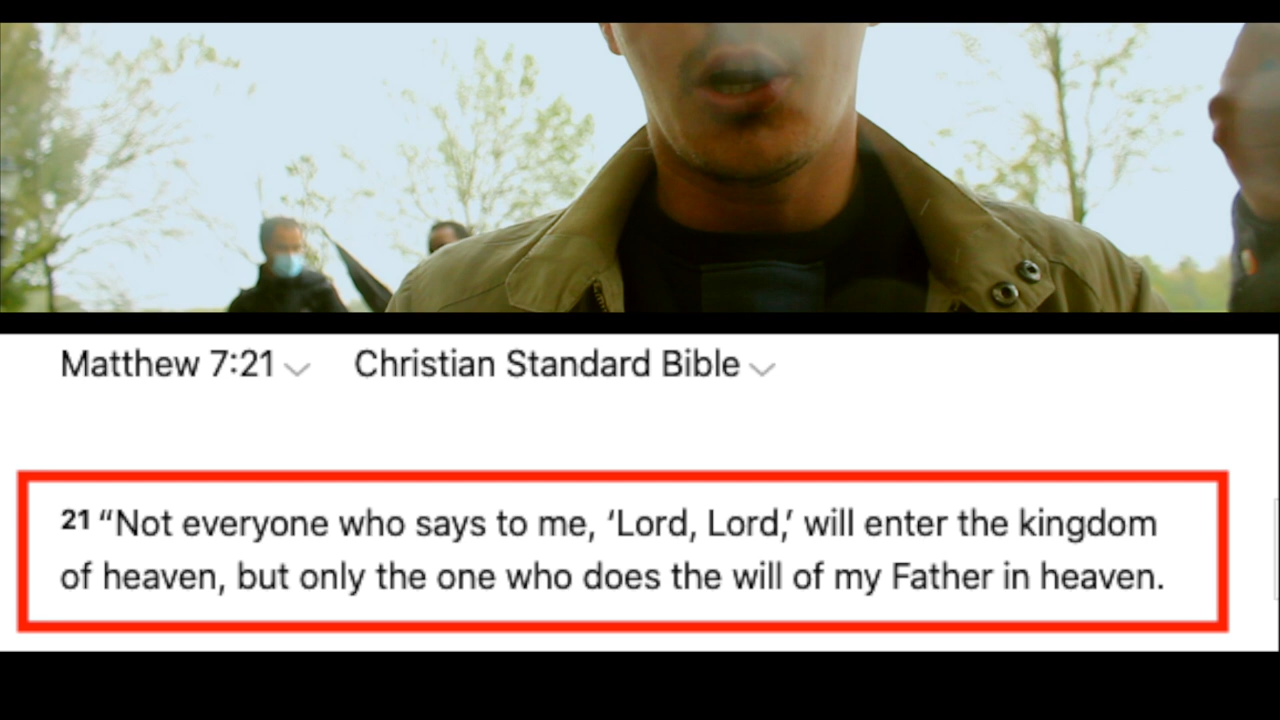 Matthew 7:21 Christian Standard Bible
21 “Not everyone who says to me, ‘Lord, Lord,’ will enter the kingdom
of heaven, but only the one who does the will of my Father in heaven.